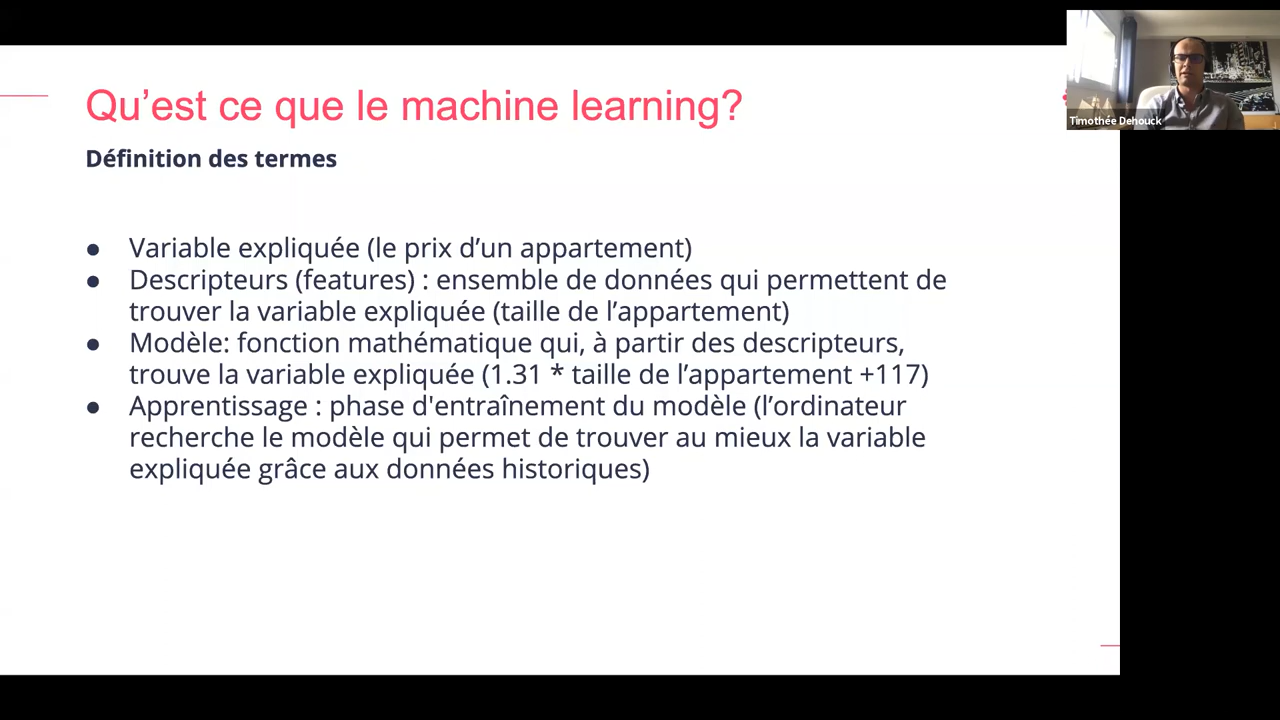 Qu’est ce que le machine learning?
Timothée Dehouck
Définition des termes
● Variable expliquée (le prix d’un appartement)
● Descripteurs (features) : ensemble de données qui permettent de
trouver la variable expliquée (taille de l’appartement)
● Modèle: fonction mathématique qui, à partir des descripteurs,
trouve la variable expliquée (1.31 * taille de l’appartement +117)
● Apprentissage : phase d'entraînement du modèle (l’ordinateur
recherche le modèle qui permet de trouver au mieux la variable
expliquée grâce aux données historiques)